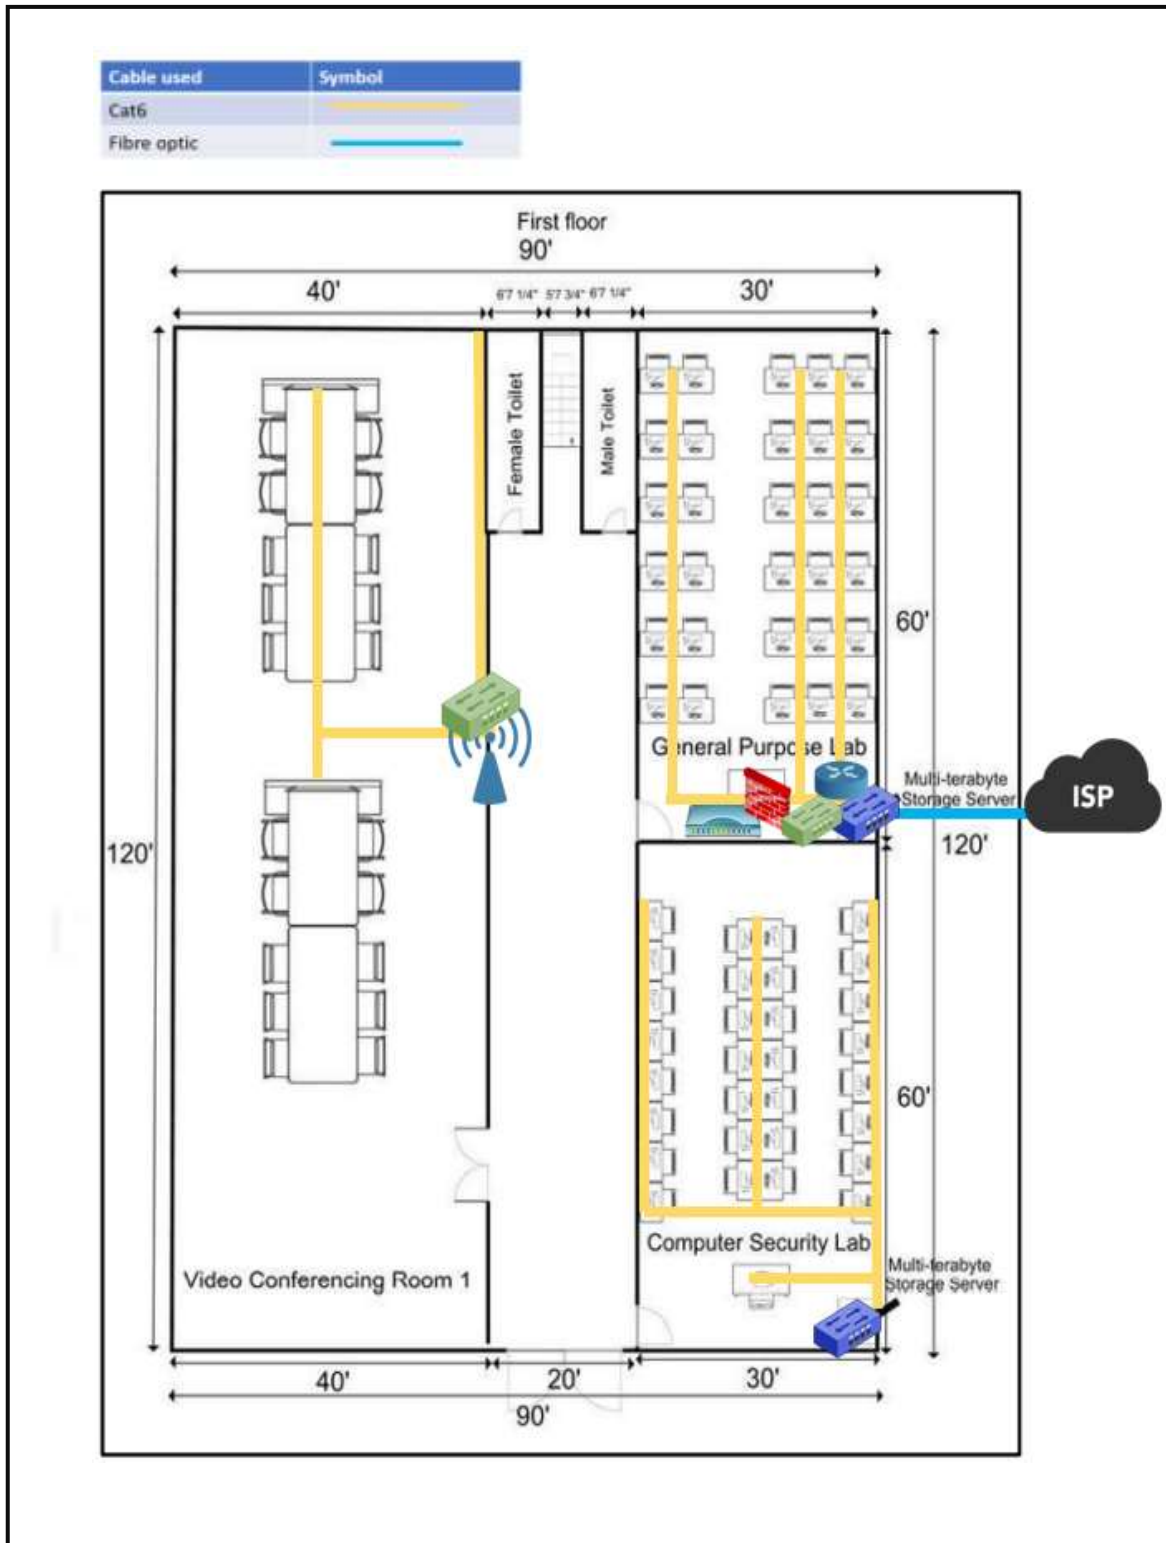 Cable used Symbol
Cat6
Fibre optic
First floor
90'
40' 6'7 1/4" 5'7 3/4" 6'7 1/4" 30'
Female Toilet
Male Toilet
60'
General Purpose Lab
Multi-terabyte
Storage Server
ISP
120'
120'
60'
Computer Security Lab
Multi-terabyte
Storage Server
Video Conferencing Room 1
40' 20' 30'
90'